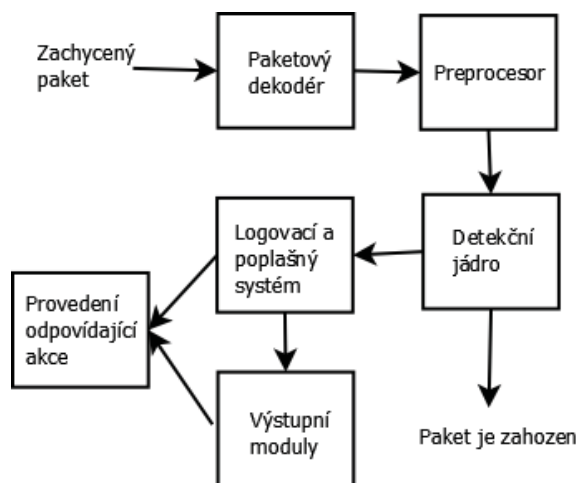 Zachycený
paket
Paketový
dekodér
Preprocesor
Logovací a
poplašný
systém
Detekční
jádro
Provedení
odpovídající
akce
Výstupní
moduly
Paket je zahozen